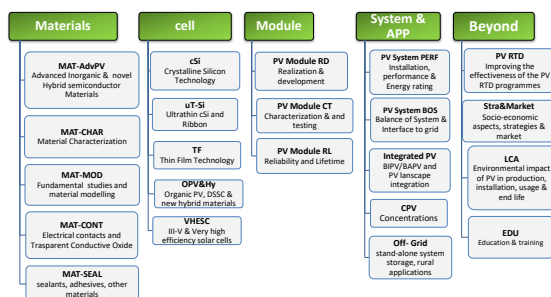 Materials
MAT-AdvPV
Advanced Inorganic & novel
Hybrid semiconductor
Materials
MAT-CHAR
Material Characterization
MAT-MOD
Fundamental studies and
material modelling
MAT-CONT
Electrical contacts and
Trasparent Conductive Oxide
MAT-SEAL
sealants, adhesives, other
materials
cell
cSi
Crystalline Silicon
Technology
uT-Si
Ultrathin cSi and
Ribbon
TF
Thin Film Technology
OPV&Hy
Organic PV, DSSC &
new hybrid materials
VHESC
III-V & Very high
efficiency solar cells
Module
PV Module RD
Realization &
development
PV Module CT
Characterization & and
testing
PV Module RL
Reliability and Lifetime
System &
APP
PV System PERF
Installation,
performance &
Energy rating
PV System BOS
Balance of System &
Interface to grid
Integrated PV
BIPV/BAPV and
PV lanscape
integration
CPV
Concentrations
Off- Grid
stand-alone system
storage, rural
applications
Beyond
PV RTD
Improving the
effectiveness of the PV
RTD programmes
Stra&Market
Socio-economic
aspects, strategies &
market
LCA
Environmental impact
of PV in production,
installation, usage &
end life
EDU
Education & training